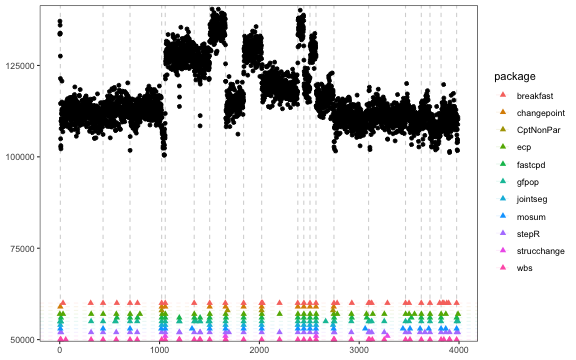 125000
100000
75000
50000
0
1000
2000
3000
4000
package
breakfast
changepoint
CptNonPar
ecp
fastcpd
gfpop
jointseg
mosum
stepR
strucchange
wbs